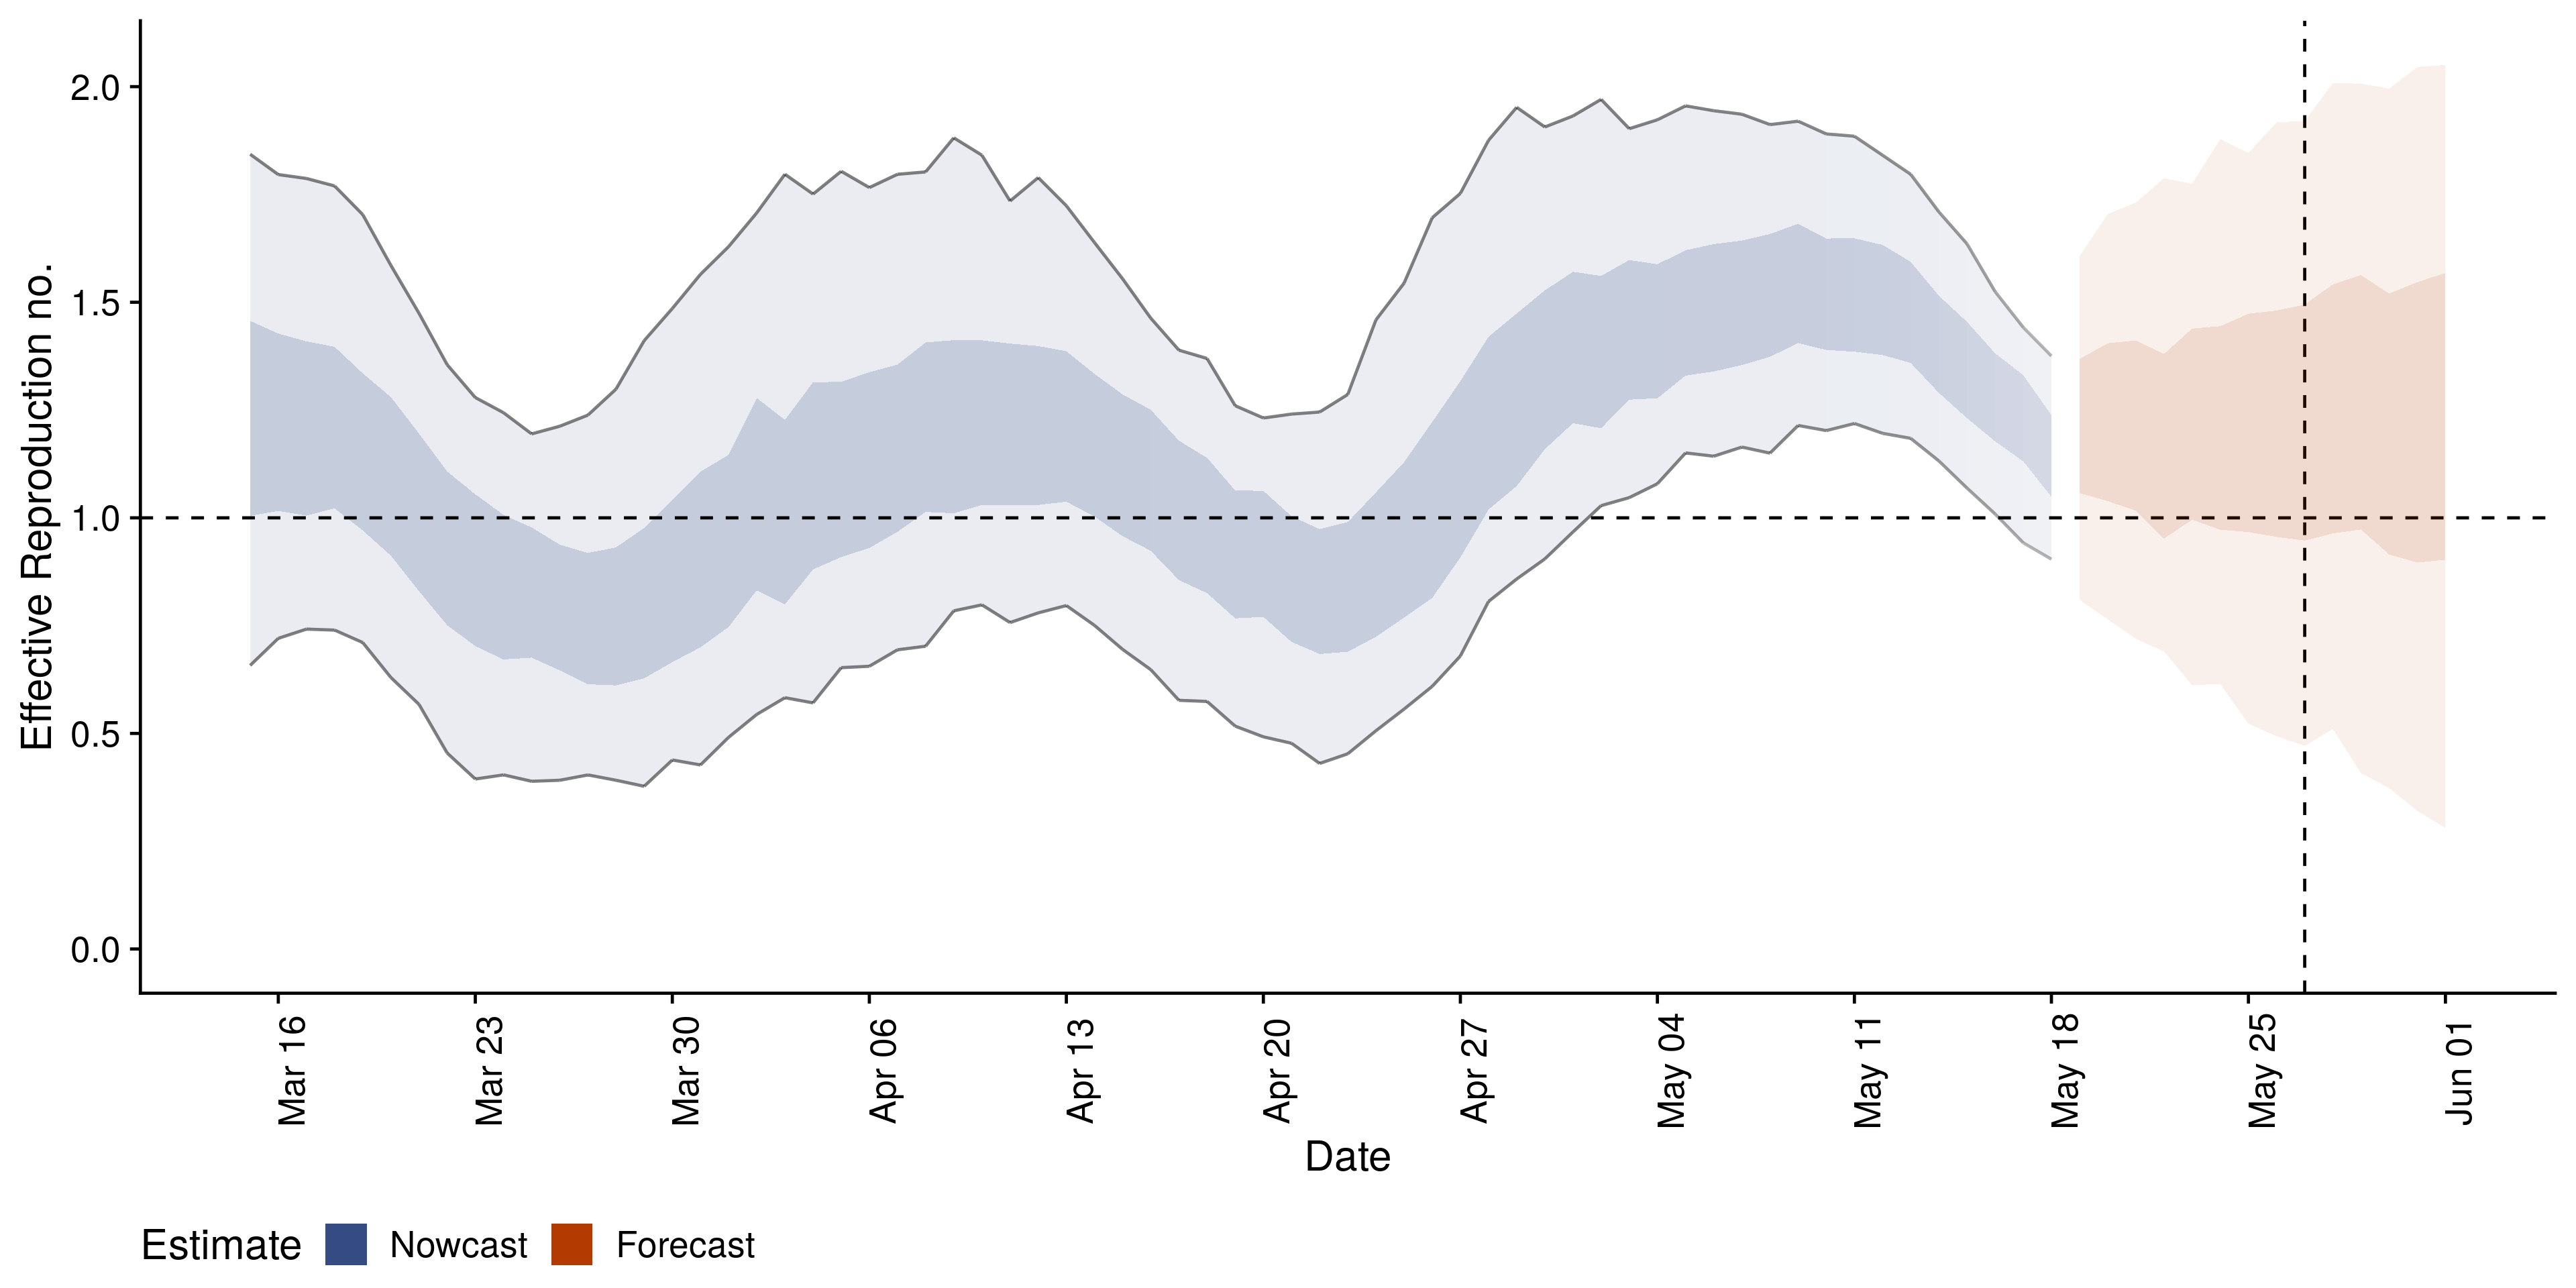 Effective Reproduction no.
2.0
1.5
1.0
0.5
0.0
Mar 16
Mar 23
Mar 30
Apr 06
Apr 13
Apr 20
Apr 27
May 04
May 11
May 18
May 25
Jun 01
Date
Estimate Nowcast Forecast